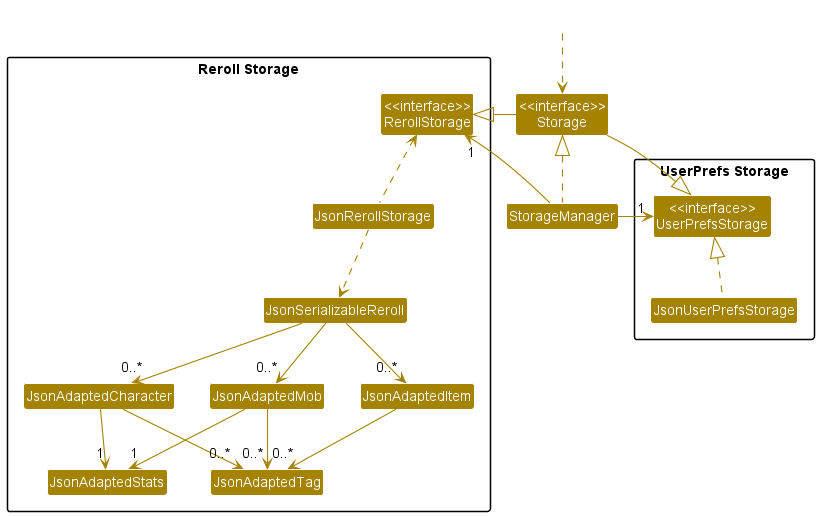 Reroll Storage
<<interface>>
RerollStorage
<<interface>>
Storage
1
UserPrefs Storage
JsonRerollStorage
StorageManager
1
<<interface>>
UserPrefsStorage
JsonSerializableReroll
JsonUserPrefsStorage
0..*
0..*
0..*
JsonAdaptedCharacter
JsonAdaptedMob
JsonAdaptedItem
1
1
0..*
0..*
0..*
JsonAdaptedStats
JsonAdaptedTag